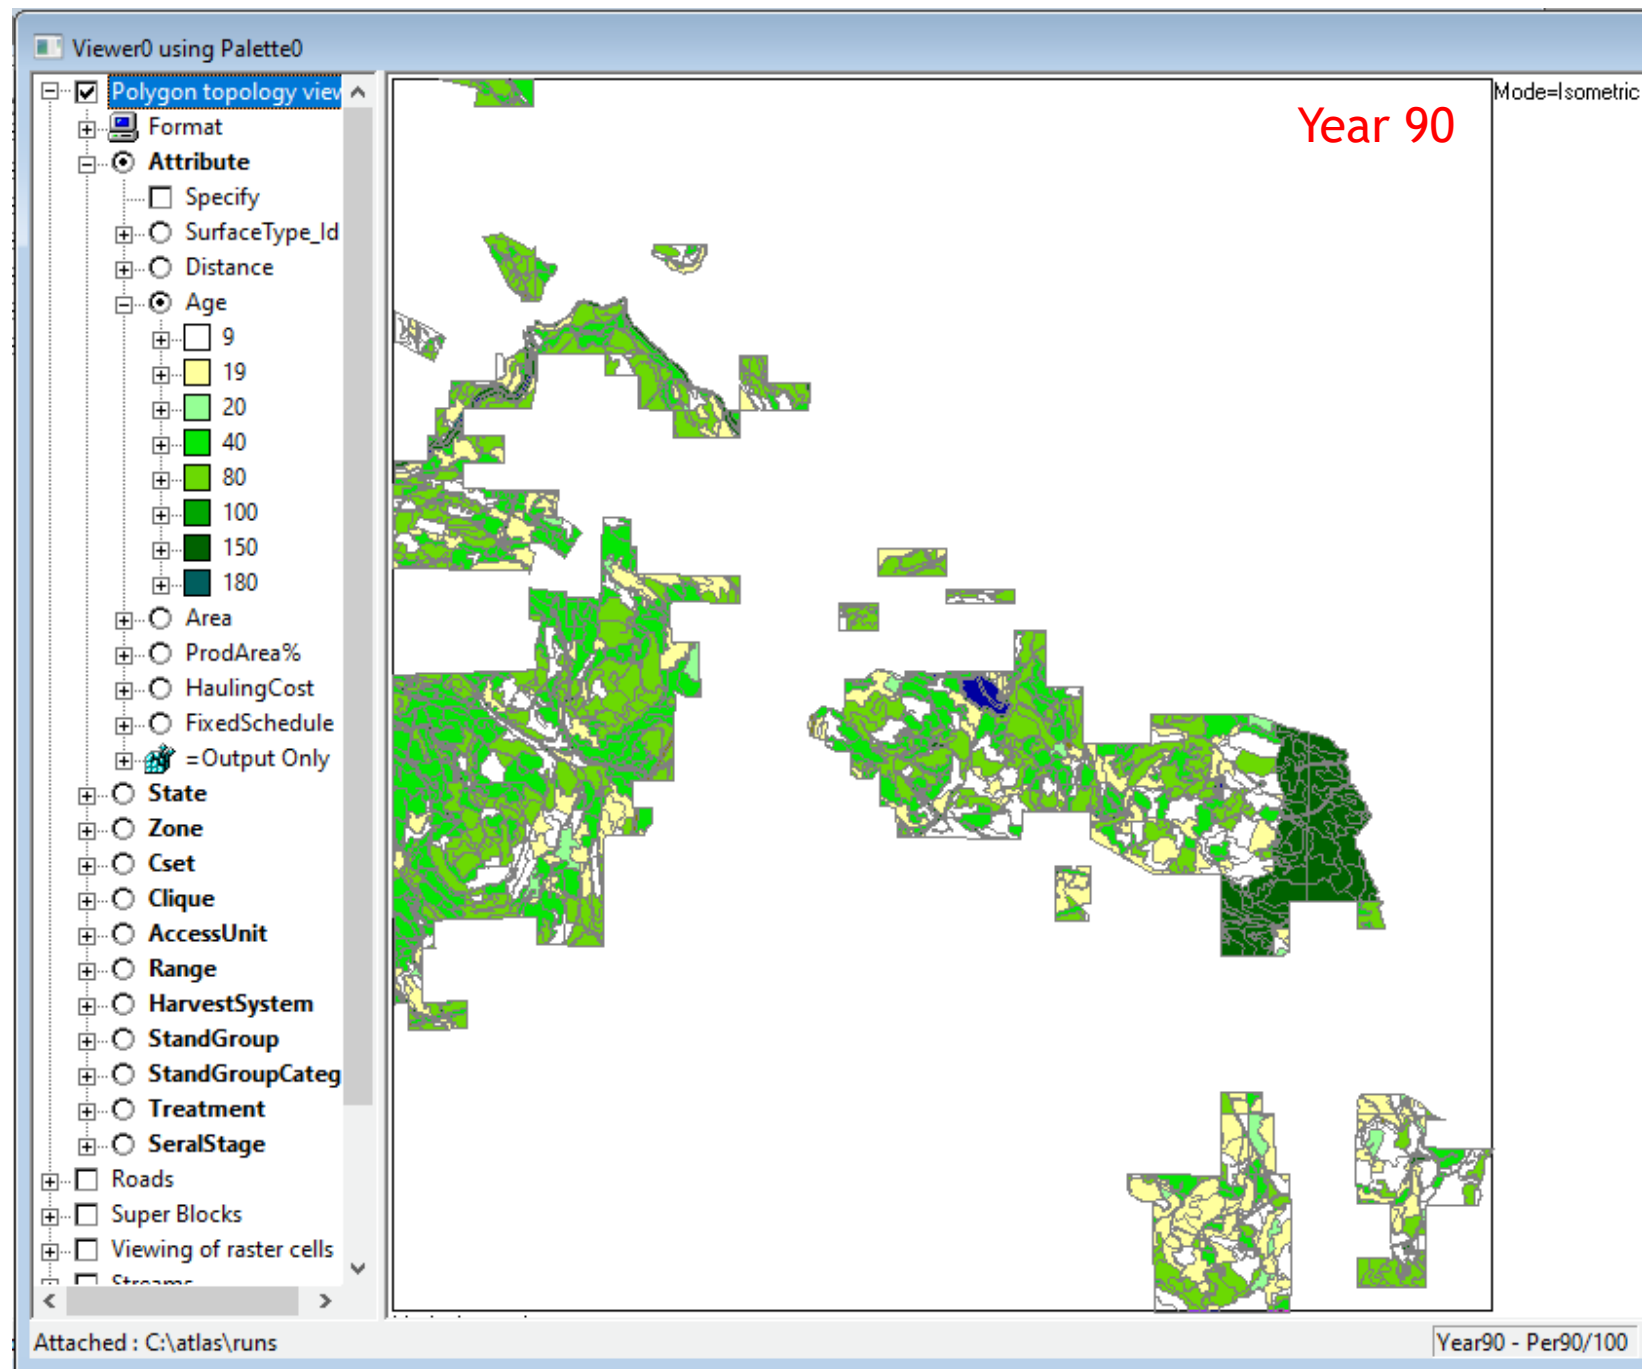 Viewer0 using Palette0
Polygon topology view
Format
Attribute
Specify
SurfaceType_Id
Distance
Age
9
19
20
40
80
100
150
180
Area
ProdArea%
HaulingCost
FixedSchedule
=Output Only
State
Zone
Cset
Clique
AccessUnit
Range
HarvestSystem
StandGroup
StandGroupCateg
Treatment
SeralStage
Roads
Super Blocks
Viewing of raster cells
Streams
Year 90
Mode=Isometric
Attached : C:\atlas\runs
Year90 - Per90/100